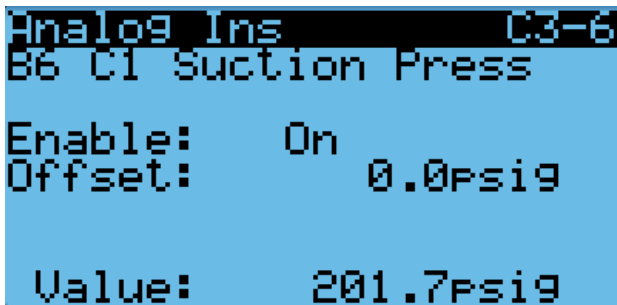 Analog Ins C3-6
B6 C1 Suction Press
Enable: On
Offset: 0.0psig
Value: 201.7psig